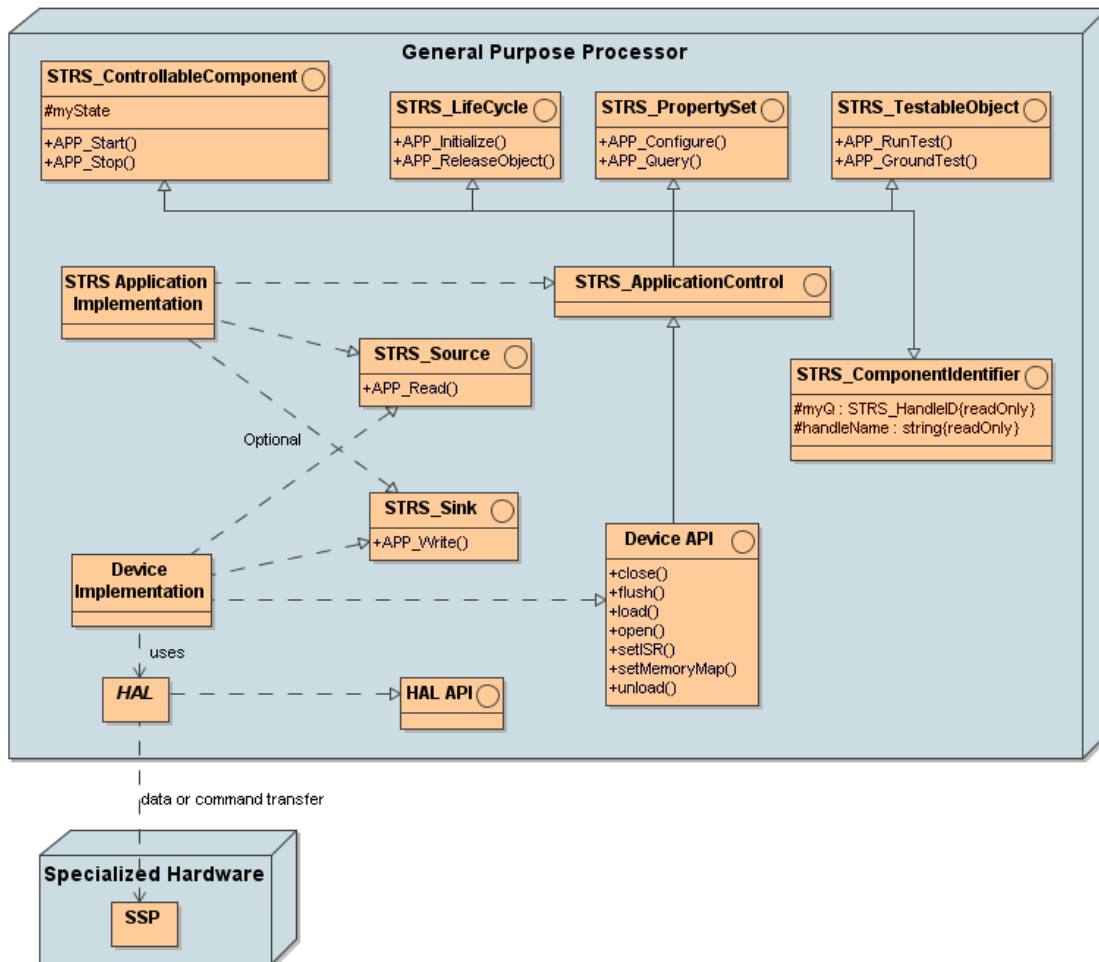 General Purpose Processor
STRS_ControllableComponent
#myState
+APP_Start()
+APP_Stop()
STRS_LifeCycle
+APP_Initialize()
+APP_ReleaseObject()
STRS_PropertySet
+APP_Configure()
+APP_Query()
STRS_TestableObject
+APP_RunTest()
+APP_GroundTest()
STRS Application
Implementation
STRS_ApplicationControl
STRS_Source
+APP_Read()
STRS_ComponentIdentifier
#myQ : STRS_HandleID{readOnly}
#handleName : string{readOnly}
Optional
STRS_Sink
+APP_Write()
Device
Implementation
Device API
+close()
+flush()
+load()
+open()
+setISR()
+setMemoryMap()
+unload()
uses
HAL
HAL API
data or command transfer
Specialized Hardware
SSP